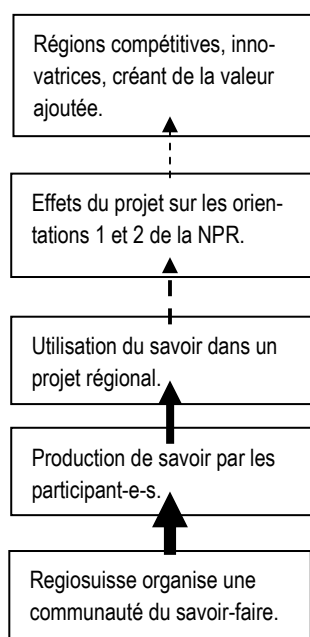 Régions compétitives, inno-
vatrices, créant de la valeur
ajoutée.
Effets du projet sur les orien-
tations 1 et 2 de la NPR.
Utilisation du savoir dans un
projet régional.
Production de savoir par les
participant-e-s.
Regiosuisse organise une
communauté du savoir-faire.